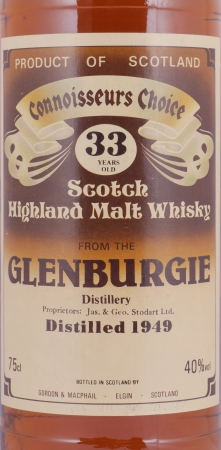 PRODUCT OF SCOTLAND
Connoisseurs Choice
33
YEARS
OLD
Scotch
Highland Malt Whisky
FROM THE
GLENBURGIE
Distillery
Proprietors: Jas. & Geo. Stodart Ltd.
Distilled 1949
75cl
40%vol
BOTTLED IN SCOTLAND BY
GORDON & MACPHAIL · ELGIN · SCOTLAND